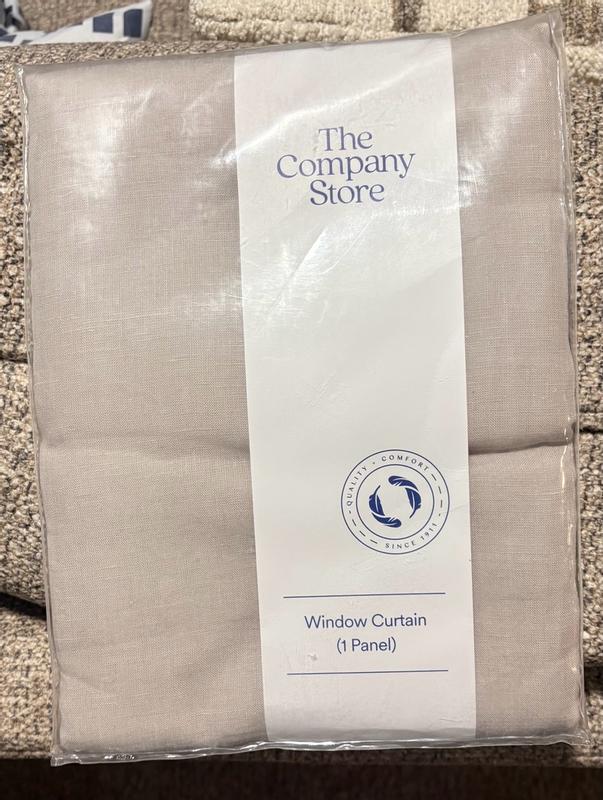 The
Company
Store
QUALITY • COMFORT
SINCE 1911
Window Curtain
(1 Panel)